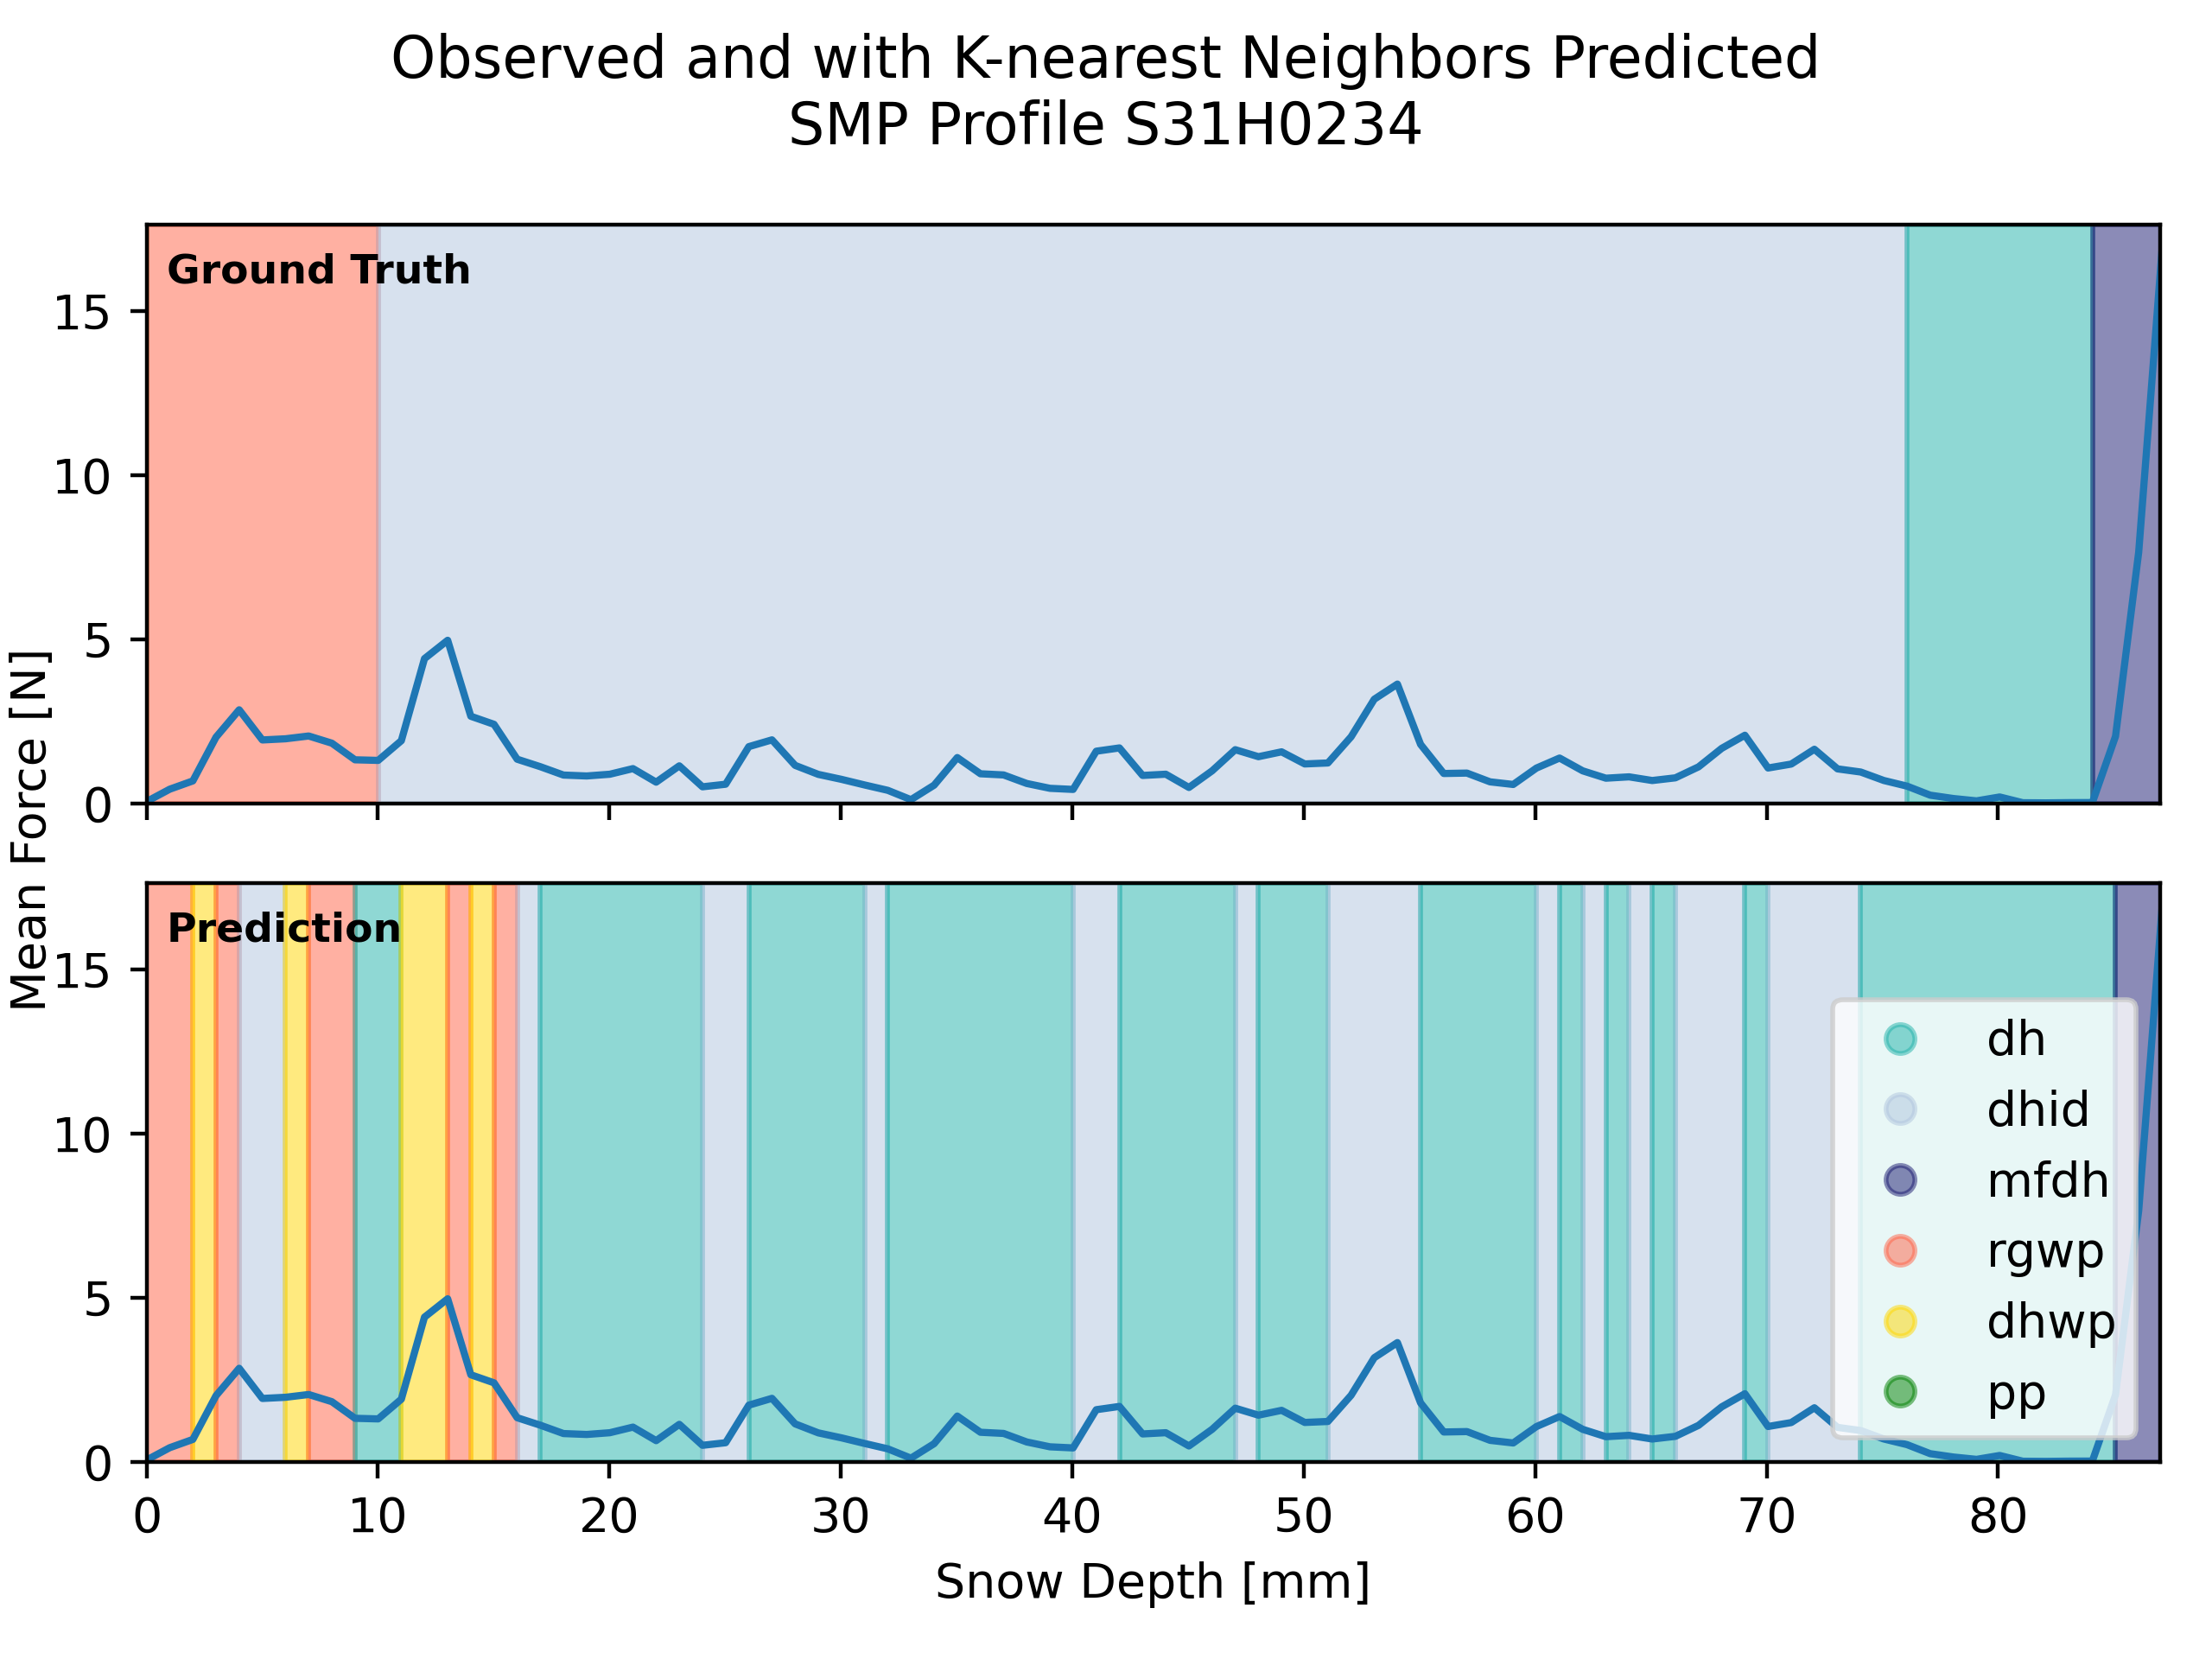 Observed and with K-nearest Neighbors Predicted
SMP Profile S31H0234
Mean Force [N]
Ground Truth
15
10
5
0
Prediction
15
10
5
0
dh
dhid
mfdh
rgwp
dhwp
pp
0 10 20 30 40 50 60 70 80
Snow Depth [mm]